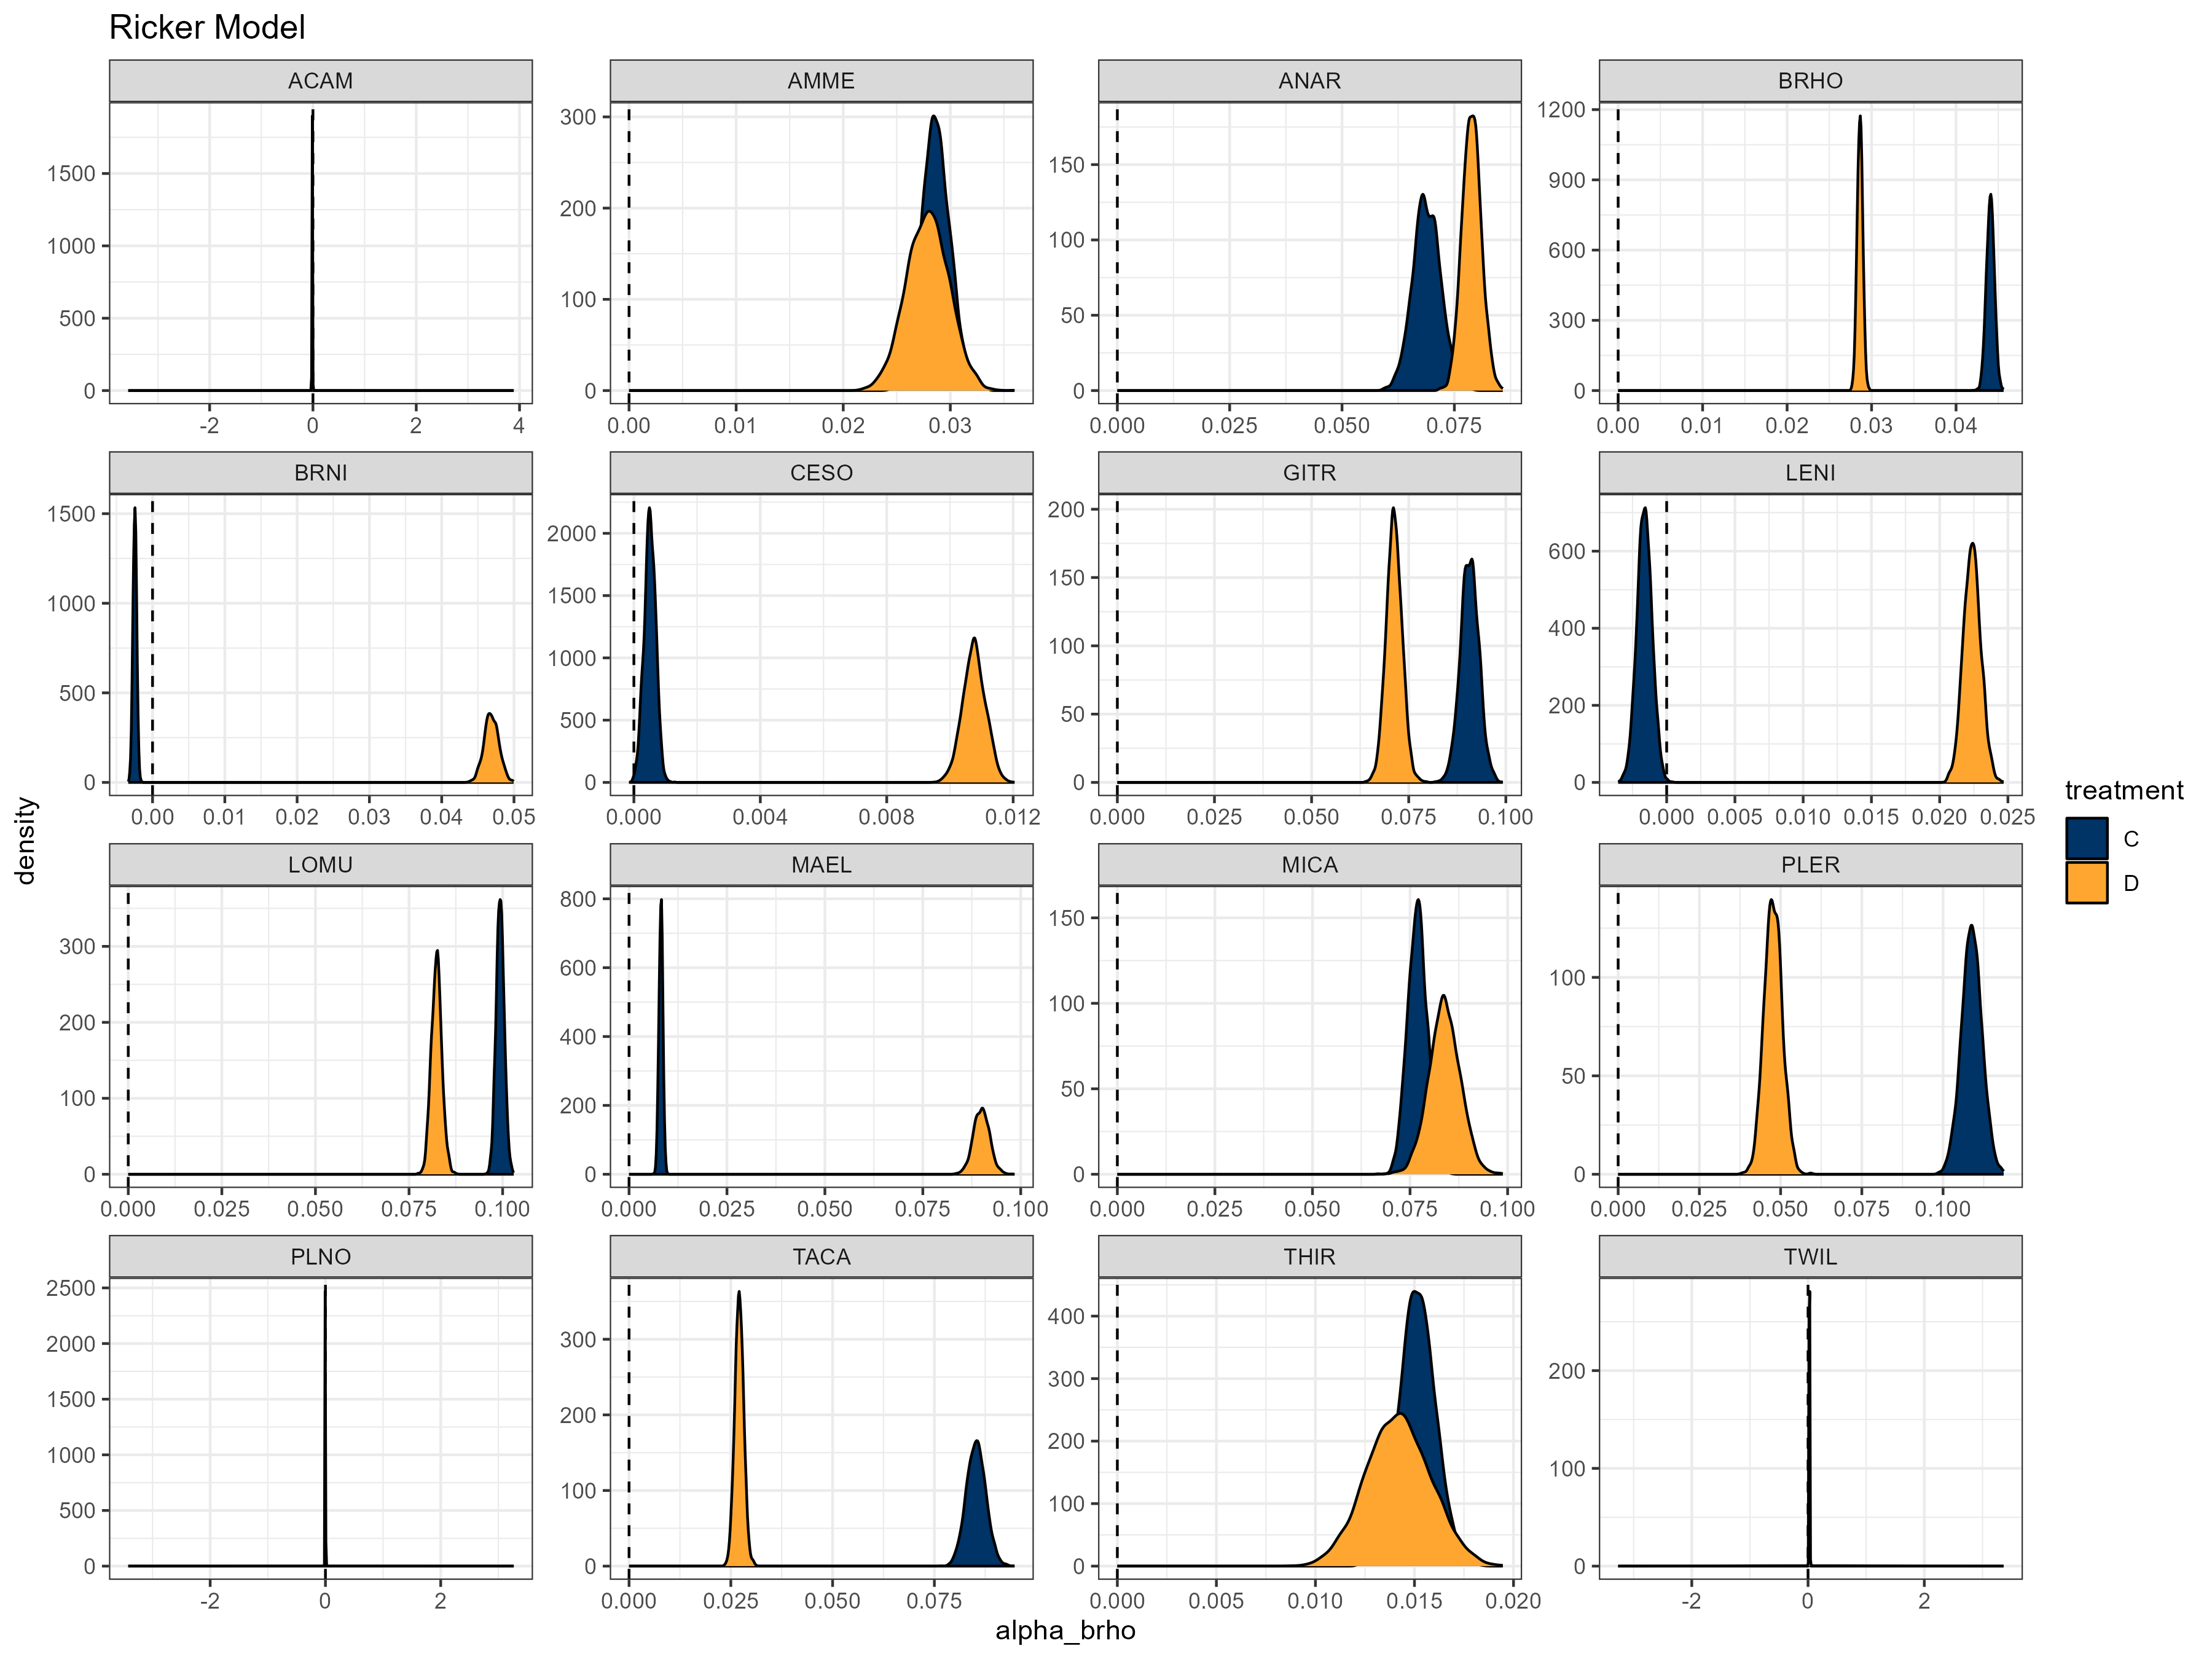 Ricker Model
ACAM AMME ANAR BRHO
1500 1000 500 0
300 200 100 0
150 100 50 0
1200 900 600 300 0
-2 0 2 4
0.00 0.01 0.02 0.03
0.000 0.025 0.050 0.075
0.00 0.01 0.02 0.03 0.04
BRNI CESO GITR LENI
1500 1000 500 0
2000 1500 1000 500 0
200 150 100 50 0
600 400 200 0
0.00 0.01 0.02 0.03 0.04 0.05
0.000 0.004 0.008 0.012
0.000 0.025 0.050 0.075 0.100
0.000 0.005 0.010 0.015 0.020 0.025
LOMU MAEL MICA PLER
300 200 100 0
800 600 400 200 0
150 100 50 0
100 50 0
0.000 0.025 0.050 0.075 0.100
0.000 0.025 0.050 0.075 0.100
0.000 0.025 0.050 0.075 0.100
0.000 0.025 0.050 0.075 0.100
PLNO TACA THIR TWIL
2500 2000 1500 1000 500 0
300 200 100 0
400 300 200 100 0
200 100 0
-2 0 2
0.000 0.025 0.050 0.075
0.000 0.005 0.010 0.015 0.020
-2 0 2
alpha_brho
density
treatment
C
D